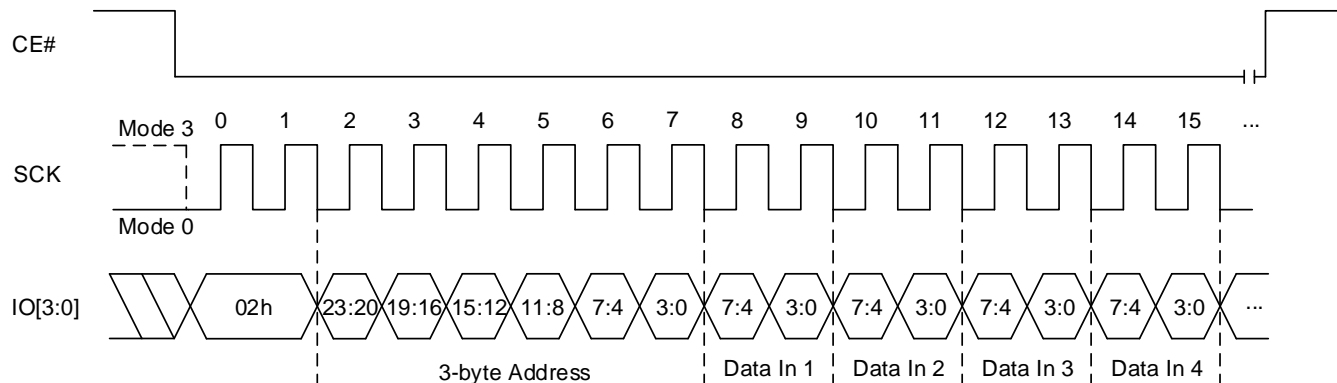 CE#
0 1 2 3 4 5 6 7 8 9 10 11 12 13 14 15 ...
Mode 3
SCK
Mode 0
IO[3:0] 02h 23:20 19:16 15:12 11:8 7:4 3:0 7:4 3:0 7:4 3:0 7:4 3:0 7:4 3:0 ...
3-byte Address Data In 1 Data In 2 Data In 3 Data In 4